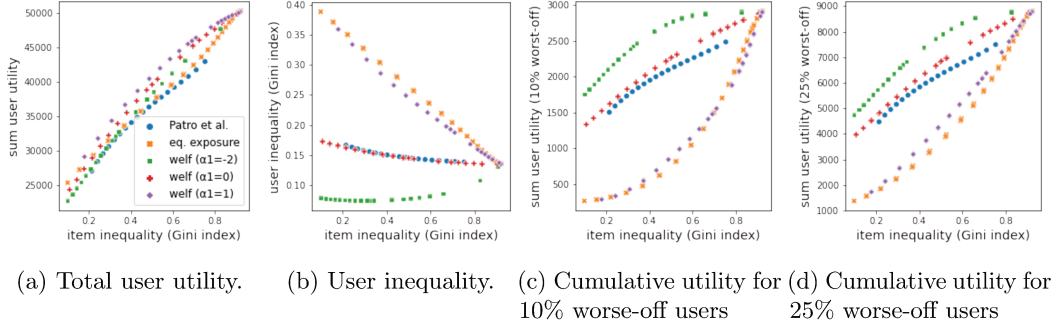 sum user utility
50000
45000
40000
35000
30000
25000
0.2
0.4
0.6
0.8
item inequality (Gini index)
Patro et al.
eq. exposure
welf (α1=-2)
welf (α1=0)
welf (α1=1)
user inequality (Gini index)
0.40
0.35
0.30
0.25
0.20
0.15
0.10
0.2
0.4
0.6
0.8
item inequality (Gini index)
sum user utility (10% worst-off)
3000
2500
2000
1500
1000
500
0.2
0.4
0.6
0.8
item inequality (Gini index)
sum user utility (25% worst-off)
9000
8000
7000
6000
5000
4000
3000
2000
1000
0.2
0.4
0.6
0.8
item inequality (Gini index)
(a) Total user utility.
(b) User inequality.
(c) Cumulative utility for
10% worse-off users
(d) Cumulative utility for
25% worse-off users